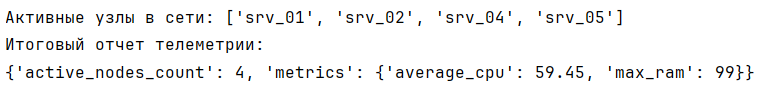 Активные узлы в сети: ['srv_01', 'srv_02', 'srv_04', 'srv_05']
Итоговый отчет телеметрии:
{'active_nodes_count': 4, 'metrics': {'average_cpu': 59.45, 'max_ram': 99}}